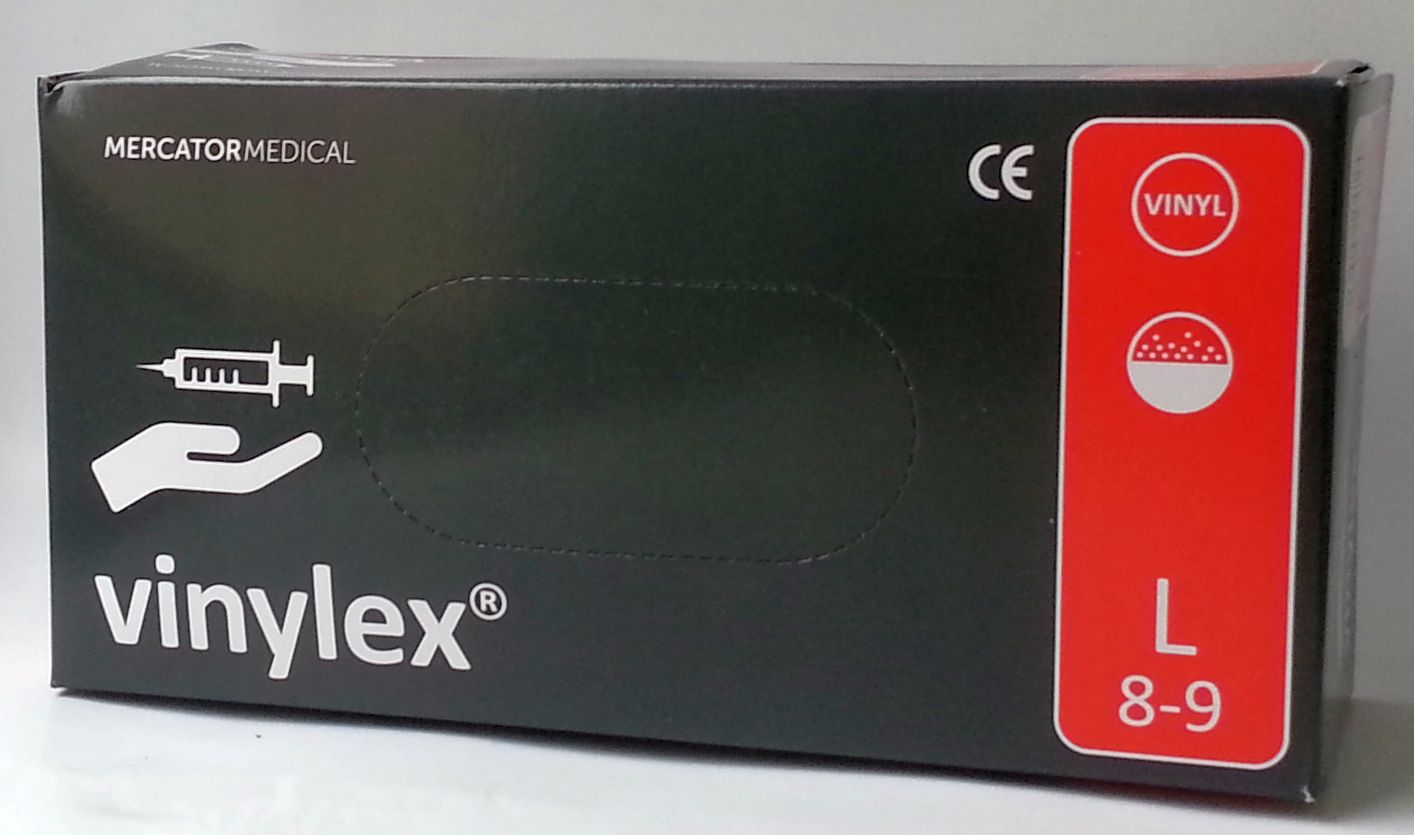 MERCATORMEDICAL
CE
VINYL
vinylex®
L
8-9